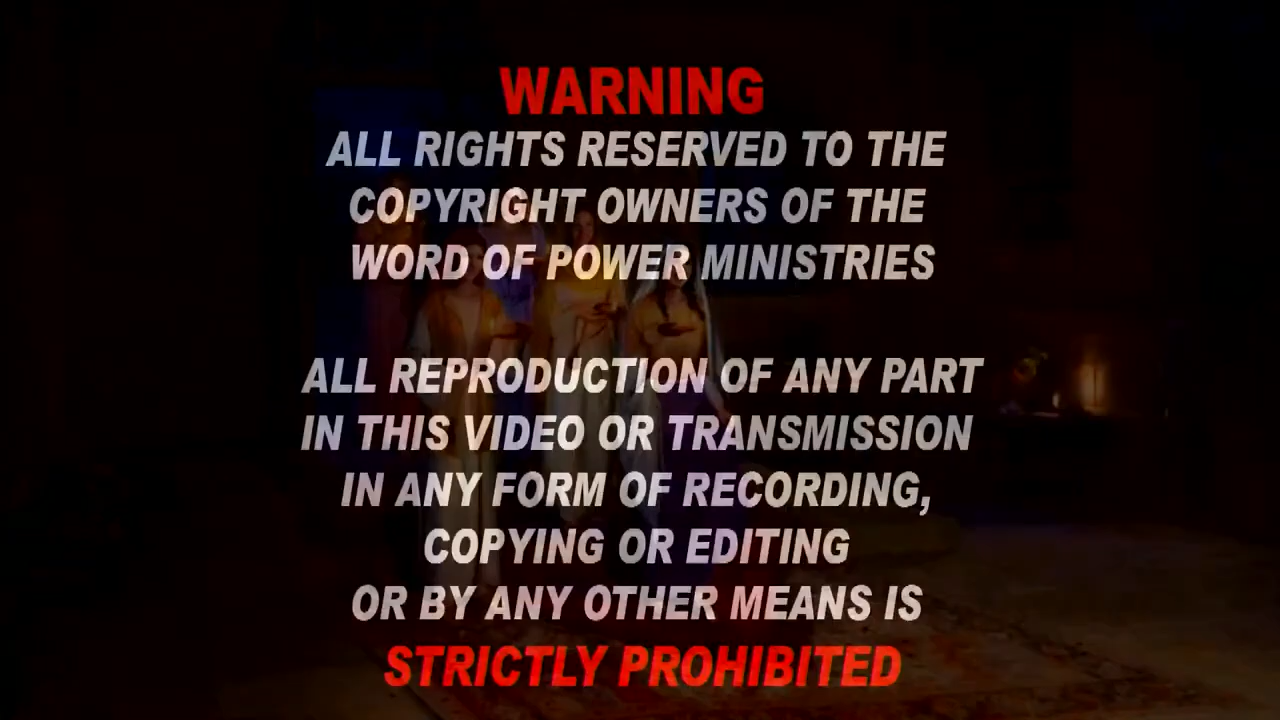 WARNING
ALL RIGHTS RESERVED TO THE
COPYRIGHT OWNERS OF THE
WORD OF POWER MINISTRIES
ALL REPRODUCTION OF ANY PART
IN THIS VIDEO OR TRANSMISSION
IN ANY FORM OF RECORDING,
COPYING OR EDITING
OR BY ANY OTHER MEANS IS
STRICTLY PROHIBITED